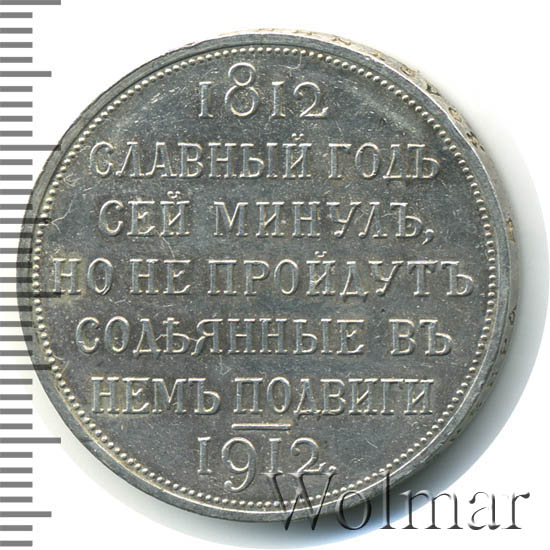 1812
СЛАВНЫЙ ГОДЪ
СЕЙ МИНУЛЪ,
НО НЕ ПРОЙДУТЪ
СОДѢЯННЫЕ ВЪ
НЕМЪ ПОДВИГИ
1912.
Wolmar